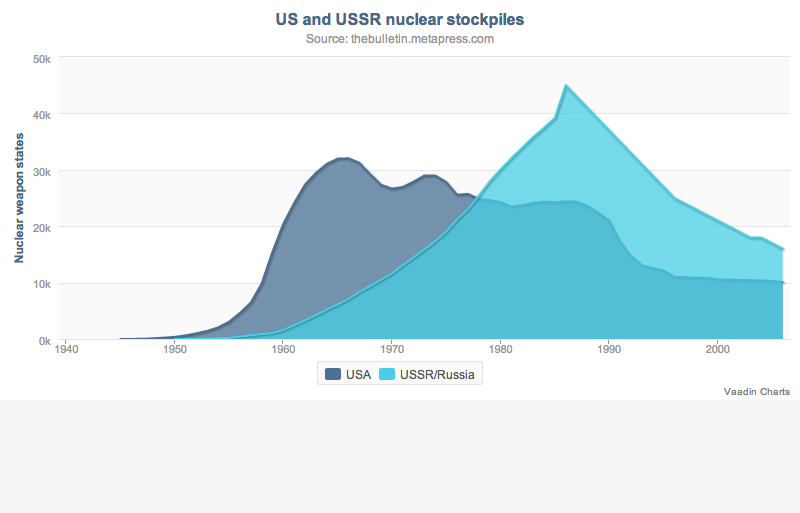 US and USSR nuclear stockpiles
Source: thebulletin.metapress.com
Nuclear weapon states
50k
40k
30k
20k
10k
0k
1940 1950 1960 1970 1980 1990 2000
USA USSR/Russia
Vaadin Charts